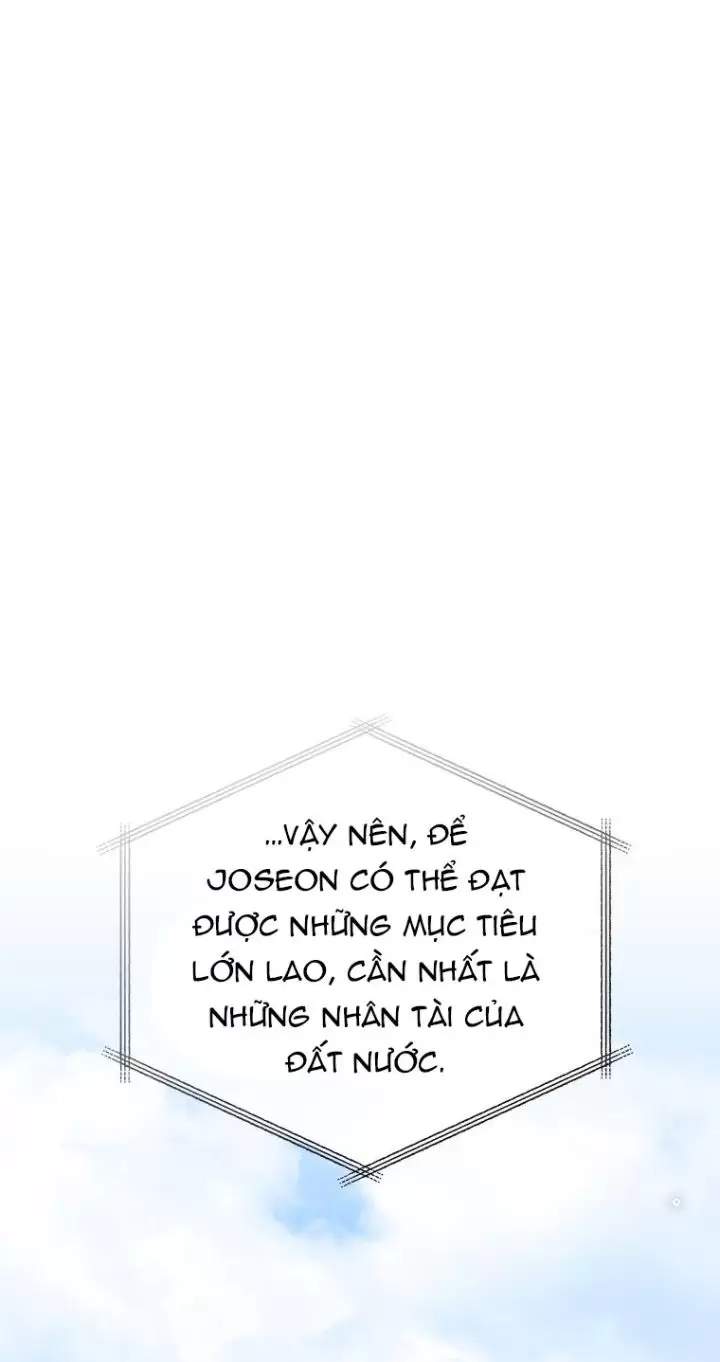 ...VẬY NÊN, ĐỂ
JOSEON CÓ THỂ ĐẠT
ĐƯỢC NHỮNG MỤC TIÊU
LỚN LAO, CẦN NHẤT LÀ
NHỮNG NHÂN TÀI CỦA
ĐẤT NƯỚC.